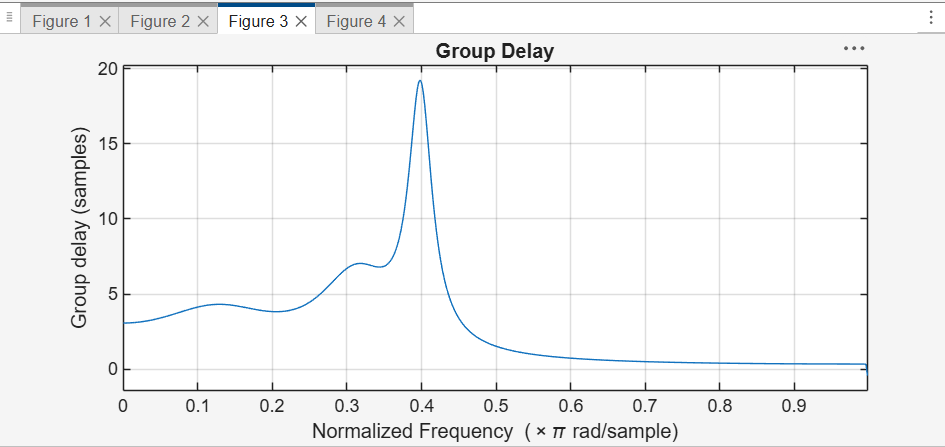 Figure 1 × Figure 2 × Figure 3 × Figure 4 ×
Group Delay
Group delay (samples)
20
15
10
5
0
0 0.1 0.2 0.3 0.4 0.5 0.6 0.7 0.8 0.9
Normalized Frequency (× π rad/sample)